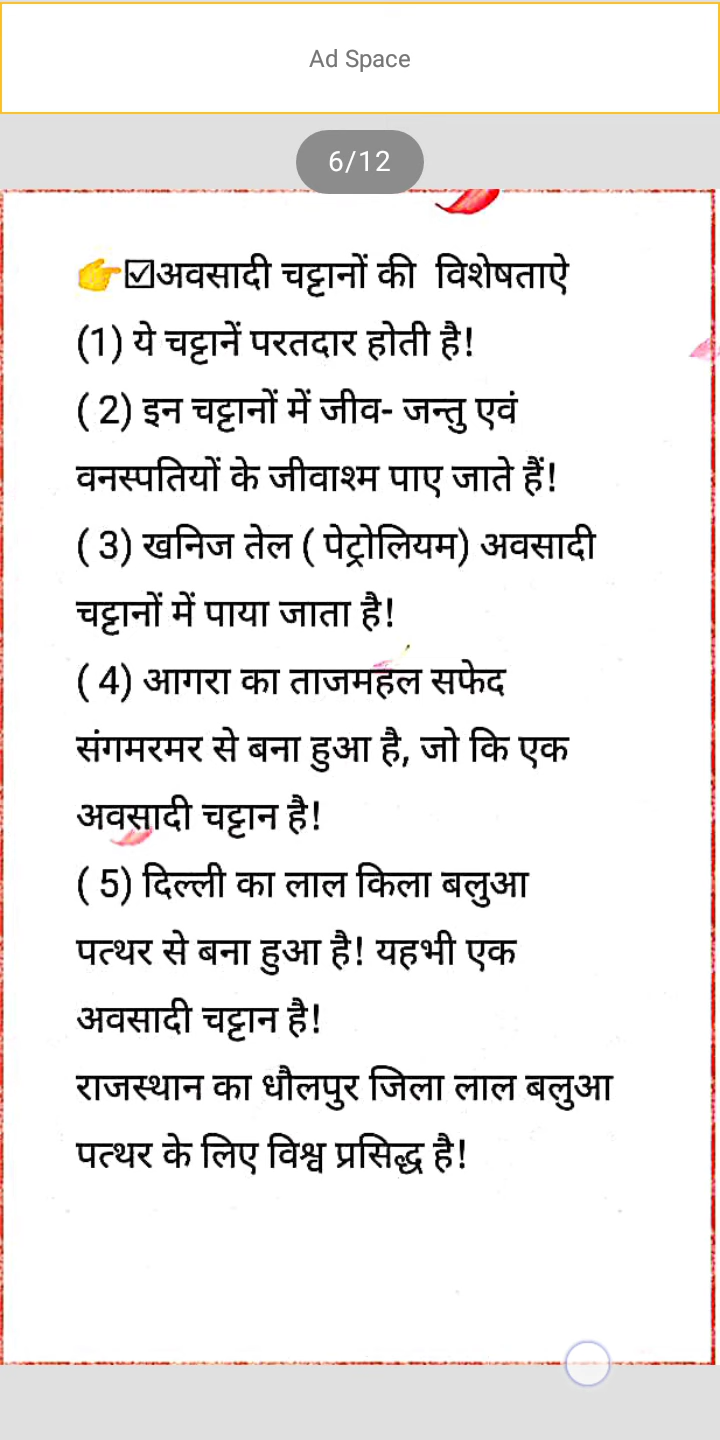 Ad Space
6/12
👉☑अवसादी चट्टानों की विशेषताऐ
(1) ये चट्टानें परतदार होती है!
( 2) इन चट्टानों में जीव- जन्तु एवं
वनस्पतियों के जीवाश्म पाए जाते हैं!
( 3) खनिज तेल ( पेट्रोलियम) अवसादी
चट्टानों में पाया जाता है!
( 4) आगरा का ताजमहल सफेद
संगमरमर से बना हुआ है, जो कि एक
अवसादी चट्टान है!
( 5) दिल्ली का लाल किला बलुआ
पत्थर से बना हुआ है! यहभी एक
अवसादी चट्टान है!
राजस्थान का धौलपुर जिला लाल बलुआ
पत्थर के लिए विश्व प्रसिद्ध है!